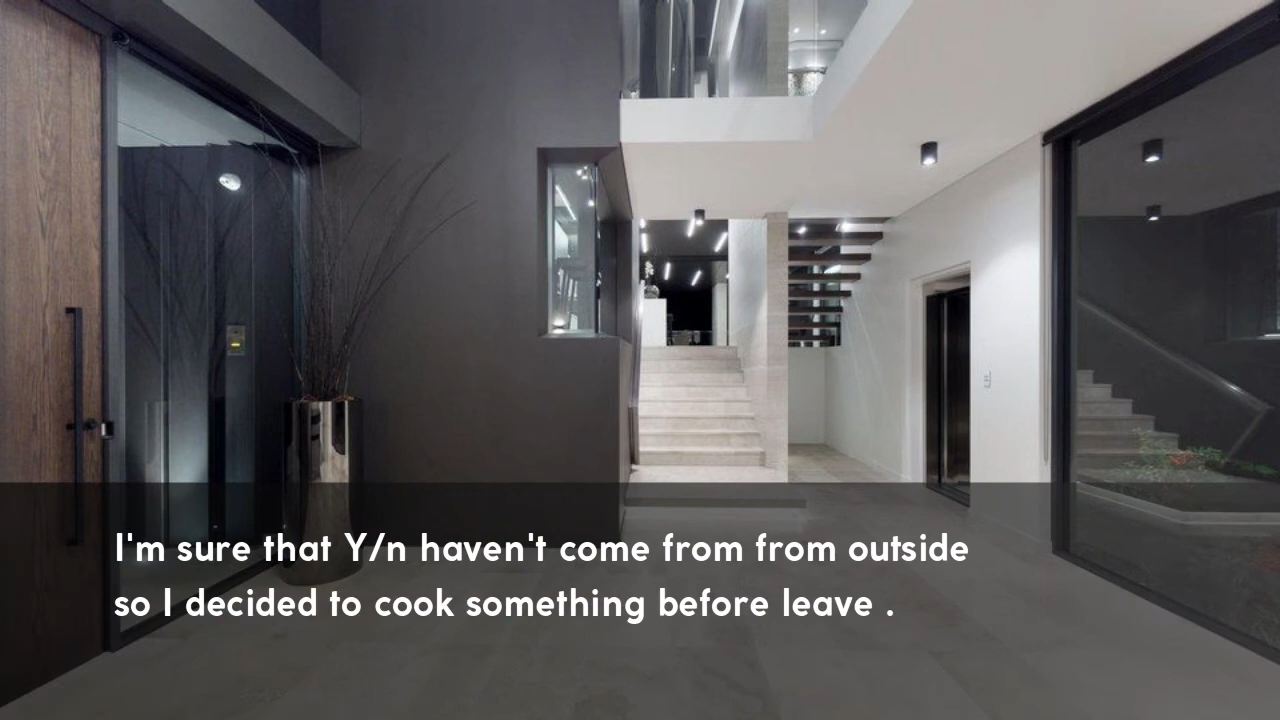 I'm sure that Y/n haven't come from from outside
so I decided to cook something before leave .